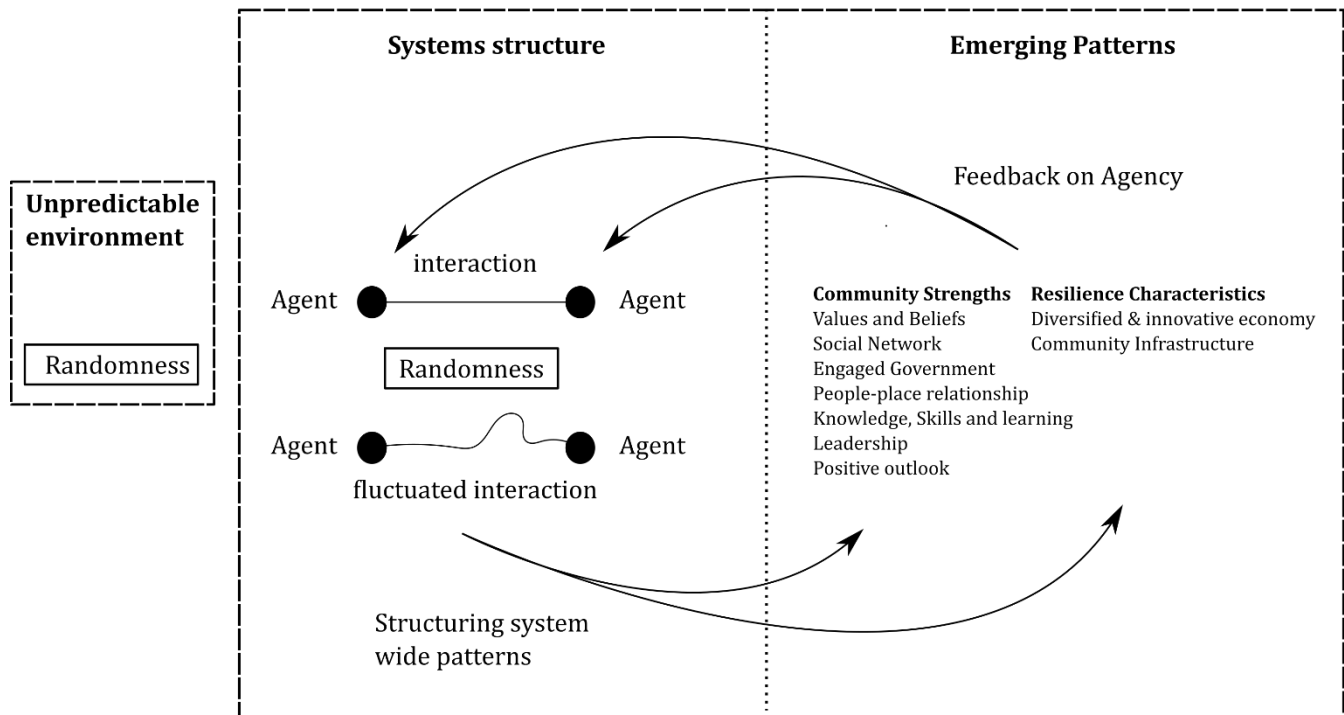 Systems structure
Emerging Patterns
Feedback on Agency
Unpredictable
environment
Randomness
interaction
Agent
Agent
Randomness
Agent
Agent
fluctuated interaction
Community Strengths
Values and Beliefs
Social Network
Engaged Government
People-place relationship
Knowledge, Skills and learning
Leadership
Positive outlook
Resilience Characteristics
Diversified & innovative economy
Community Infrastructure
Structuring system
wide patterns